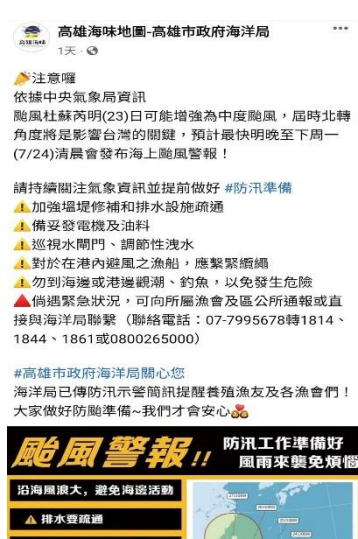 高雄海味地圖-高雄市政府海洋局
1天
注意囉
依據中央氣象局資訊
颱風杜蘇芮明(23)日可能增強為中度颱風，屆時北轉
角度將是影響台灣的關鍵，預計最快明晚至下周一
(7/24)清晨會發布海上颱風警報！
請持續關注氣象資訊並提前做好 #防汛準備
加強塭堤修補和排水設施疏通
備妥發電機及油料
巡視水閘門、調節性洩水
對於在港內避風之漁船，應繫緊纜繩
勿到海邊或港邊觀潮、釣魚，以免發生危險
倘遇緊急狀況，可向所屬漁會及區公所通報或直
接與海洋局聯繫（聯絡電話：07-7995678轉1814、
1844、1861或0800265000）
#高雄市政府海洋局關心您
海洋局已傳防汛示警簡訊提醒養殖漁友及各漁會們！
大家做好防颱準備~我們才會安心
颱風警報!!
防汛工作準備好
風雨來襲免煩惱
沿海風浪大，避免海邊活動
排水要疏通